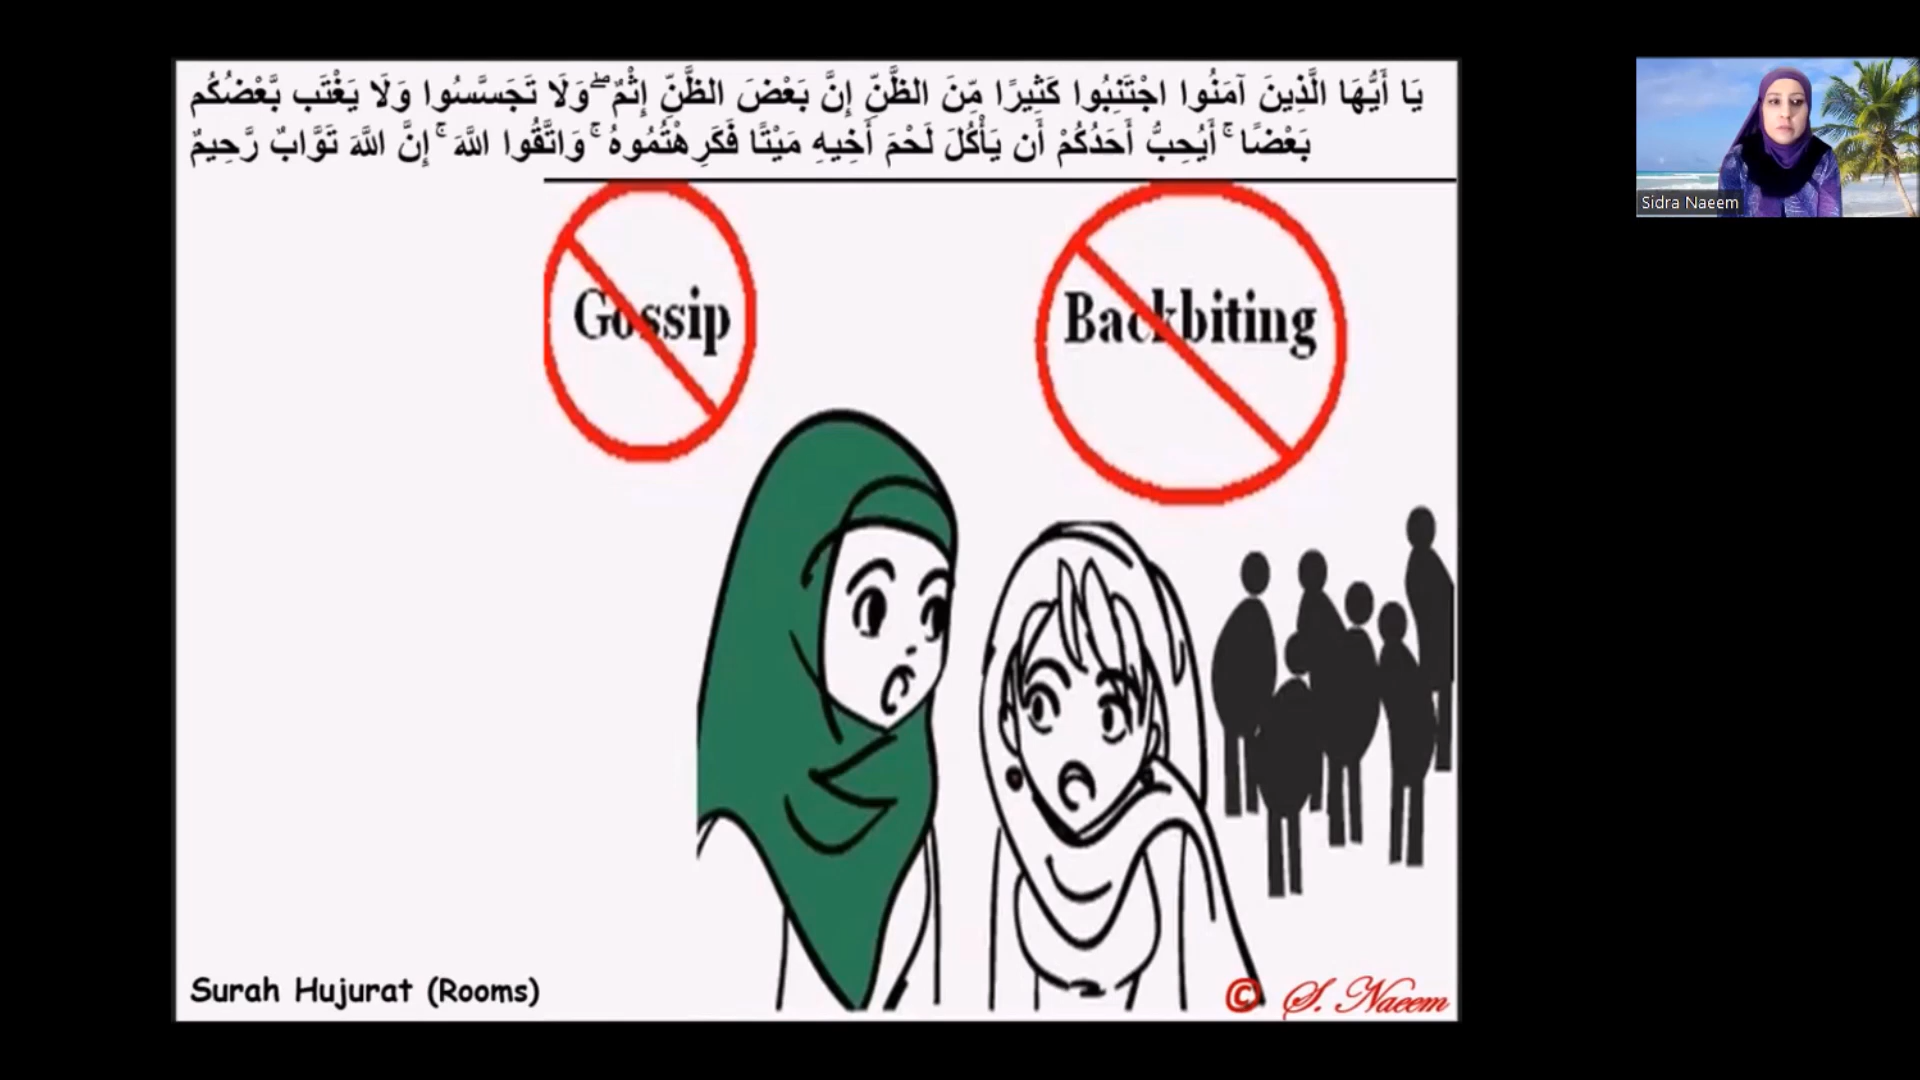 يَا أَيُّهَا الَّذِينَ آمَنُوا اجْتَنِبُوا كَثِيرًا مِّنَ الظَّنِّ إِنَّ بَعْضَ الظَّنِّ إِثْمٌ ۖ وَلَا تَجَسَّسُوا وَلَا يَغْتَب بَّعْضُكُم
بَعْضًا ۚ أَيُحِبُّ أَحَدُكُمْ أَن يَأْكُلَ لَحْمَ أَخِيهِ مَيْتًا فَكَرِهْتُمُوهُ ۚ وَاتَّقُوا اللَّهَ ۚ إِنَّ اللَّهَ تَوَّابٌ رَّحِيمٌ
Sidra Naeem
Gossip
Backbiting
Surah Hujurat (Rooms)
© S. Naeem